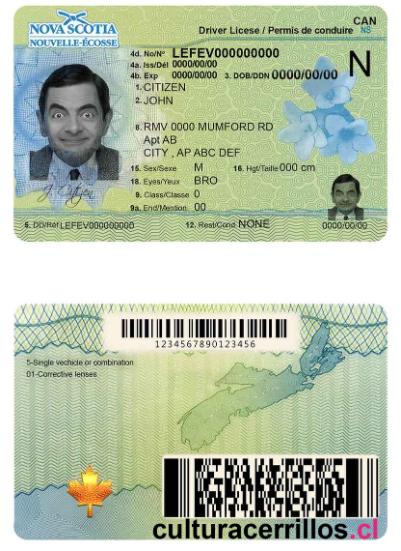 CAN
NOVA SCOTIA
NOUVELLE-ÉCOSSE
Driver Licese / Permis de conduire NS
4d. No/Nº LEFEV000000000
4a. Iss/Dél 0000/00/00
4b. Exp 0000/00/00 3. DOB/DDN 0000/00/00 N
1. CITIZEN
2. JOHN
8. RMV 0000 MUMFORD RD
Apt AB
CITY , AP ABC DEF
15. Sex/Sexe M 16. Hgt/Taille 000 cm
18. Eyes/Yeux BRO
9. Class/Classe 0
9a. End/Mention 00
J. Citizen
5. DD/Réf LEFEV000000000 12. Rest/Cond NONE 0000/00/00
1234567890123456
5-Single vechicle or combination
01-Corrective lenses
culturacerrillos.cl